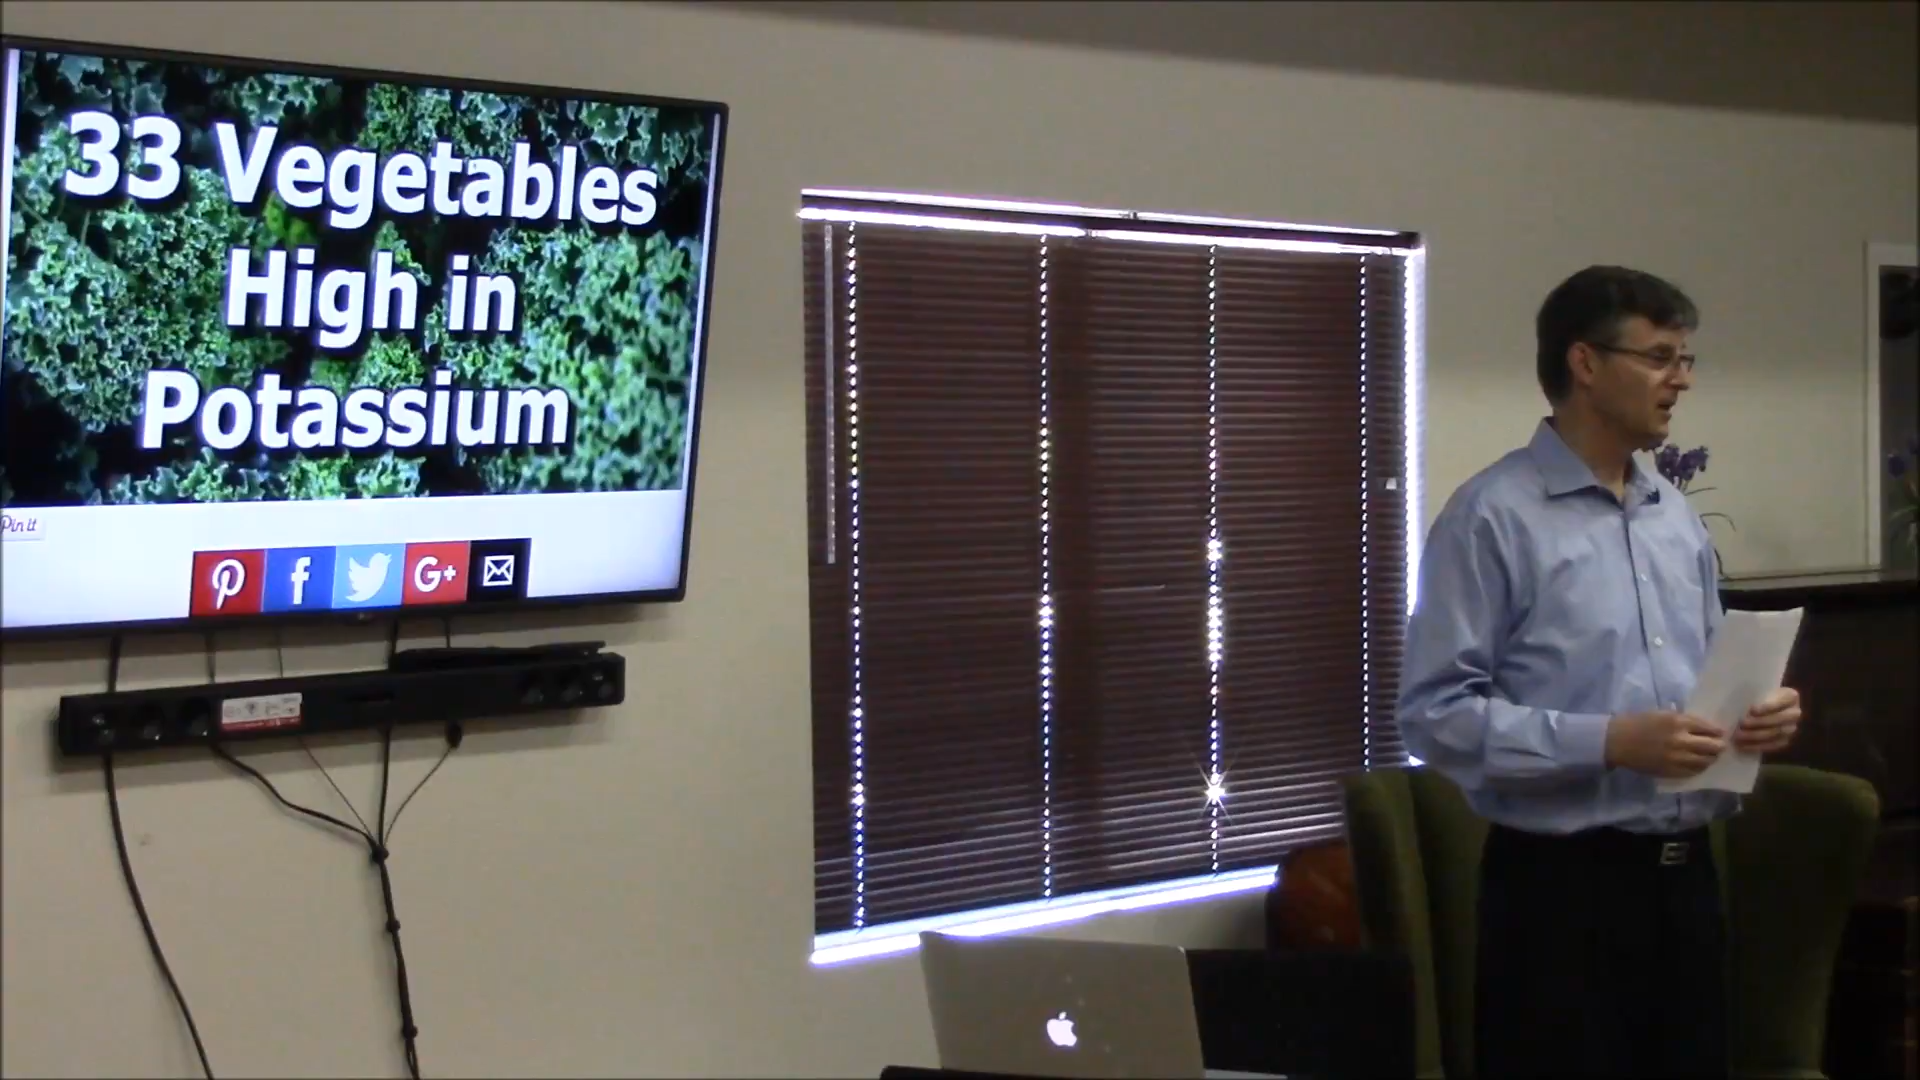 33 Vegetables
High in
Potassium
Pin it
G+